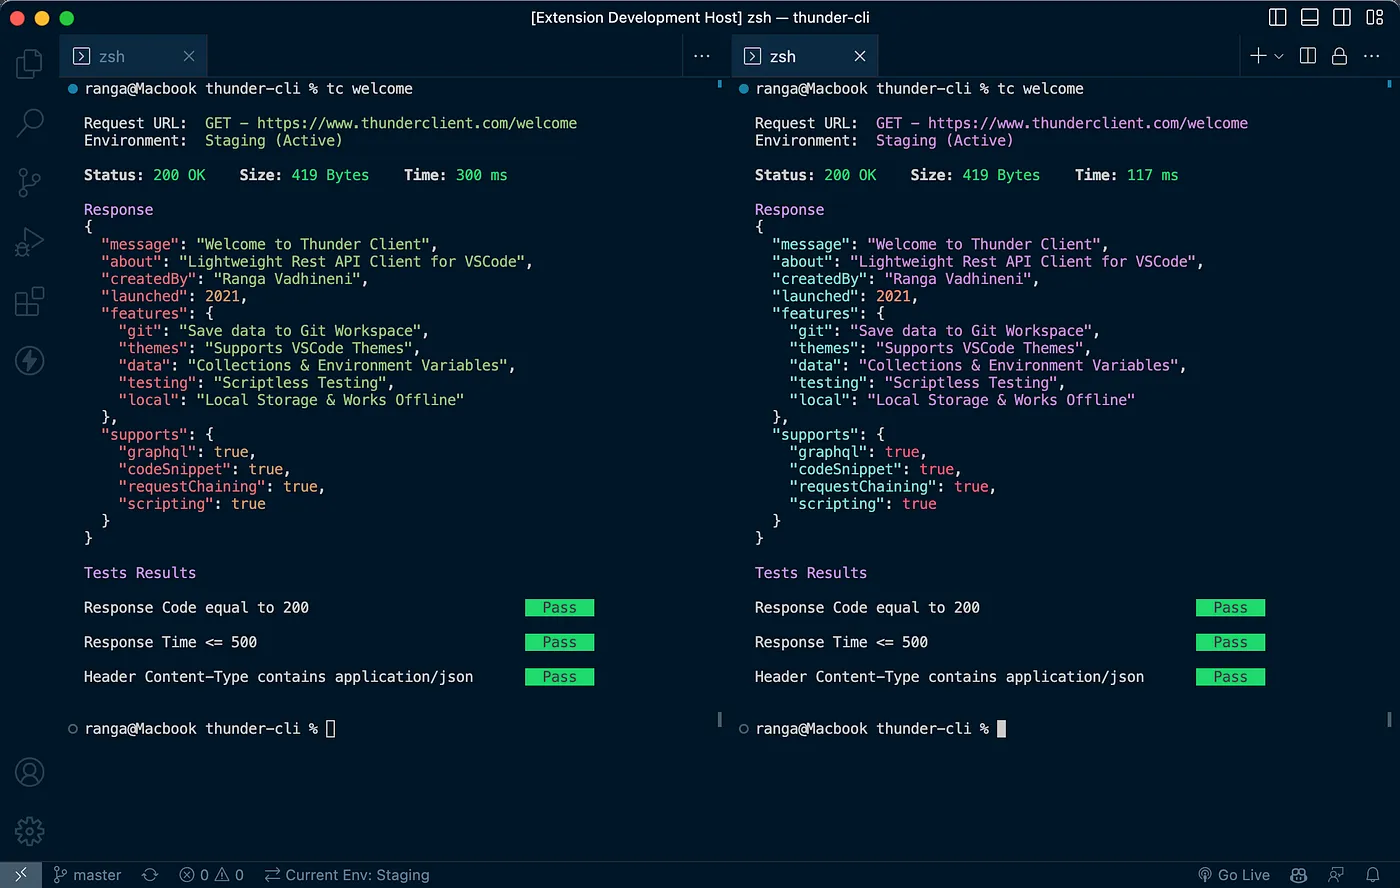 [Extension Development Host] zsh — thunder-cli
zsh
ranga@Macbook thunder-cli % tc welcome
Request URL:  GET - https://www.thunderclient.com/welcome
Environment:  Staging (Active)
Status: 200 OK    Size: 419 Bytes    Time: 300 ms
Response
{
  "message": "Welcome to Thunder Client",
  "about": "Lightweight Rest API Client for VSCode",
  "createdBy": "Ranga Vadhineni",
  "launched": 2021,
  "features": {
    "git": "Save data to Git Workspace",
    "themes": "Supports VSCode Themes",
    "data": "Collections & Environment Variables",
    "testing": "Scriptless Testing",
    "local": "Local Storage & Works Offline"
  },
  "supports": {
    "graphql": true,
    "codeSnippet": true,
    "requestChaining": true,
    "scripting": true
  }
}
Tests Results
Response Code equal to 200    Pass
Response Time <= 500    Pass
Header Content-Type contains application/json    Pass
ranga@Macbook thunder-cli %
zsh
ranga@Macbook thunder-cli % tc welcome
Request URL:  GET - https://www.thunderclient.com/welcome
Environment:  Staging (Active)
Status: 200 OK    Size: 419 Bytes    Time: 117 ms
Response
{
  "message": "Welcome to Thunder Client",
  "about": "Lightweight Rest API Client for VSCode",
  "createdBy": "Ranga Vadhineni",
  "launched": 2021,
  "features": {
    "git": "Save data to Git Workspace",
    "themes": "Supports VSCode Themes",
    "data": "Collections & Environment Variables",
    "testing": "Scriptless Testing",
    "local": "Local Storage & Works Offline"
  },
  "supports": {
    "graphql": true,
    "codeSnippet": true,
    "requestChaining": true,
    "scripting": true
  }
}
Tests Results
Response Code equal to 200    Pass
Response Time <= 500    Pass
Header Content-Type contains application/json    Pass
ranga@Macbook thunder-cli %
master    0    0    Current Env: Staging    Go Live